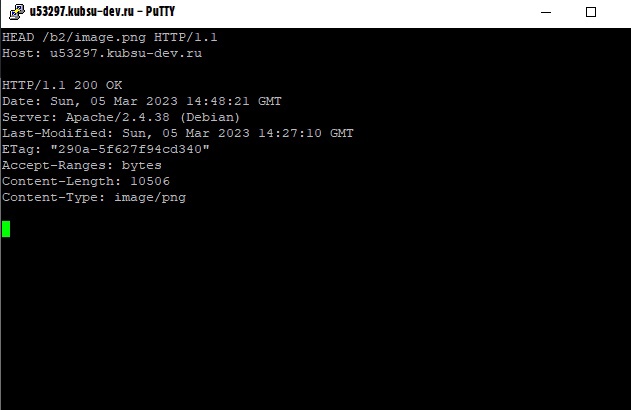 u53297.kubsu-dev.ru - PuTTY
HEAD /b2/image.png HTTP/1.1
Host: u53297.kubsu-dev.ru
HTTP/1.1 200 OK
Date: Sun, 05 Mar 2023 14:48:21 GMT
Server: Apache/2.4.38 (Debian)
Last-Modified: Sun, 05 Mar 2023 14:27:10 GMT
ETag: "290a-5f627f94cd340"
Accept-Ranges: bytes
Content-Length: 10506
Content-Type: image/png